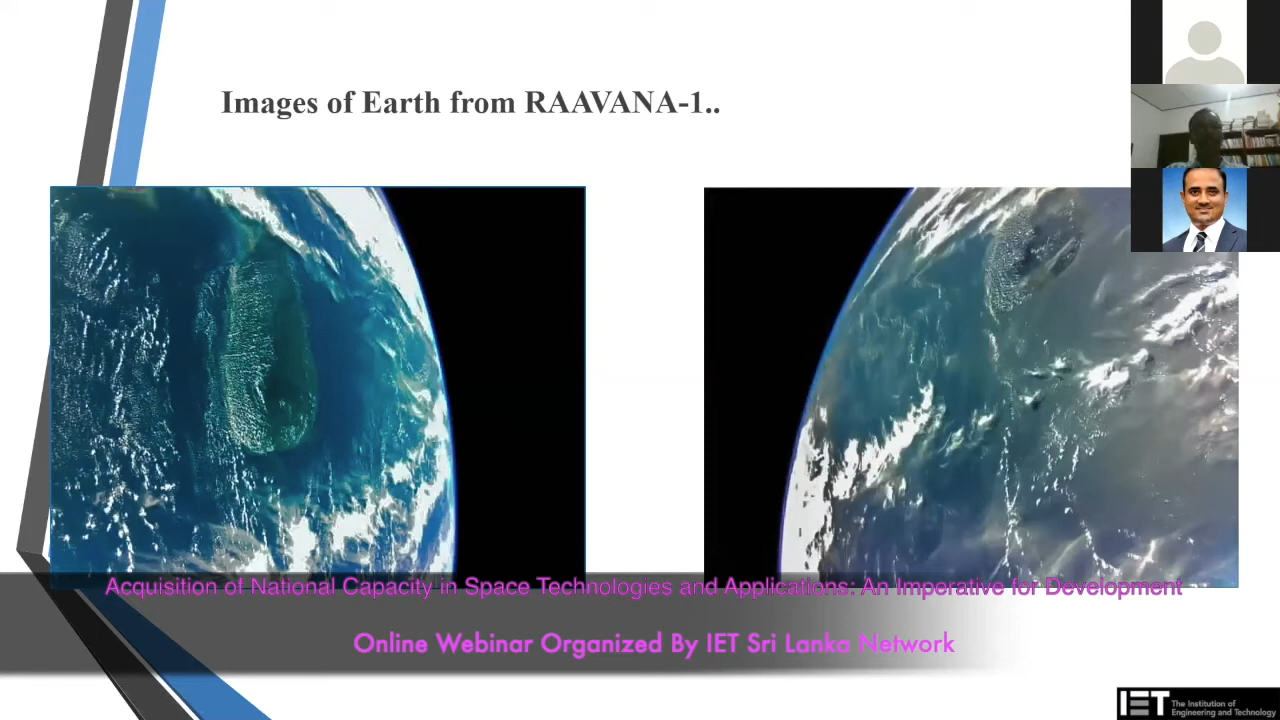 Images of Earth from RAAVANA-1..
Acquisition of National Capacity in Space Technologies and Applications: An Imperative for Development
Online Webinar Organized By IET Sri Lanka Network
IET The Institution of
Engineering and Technology